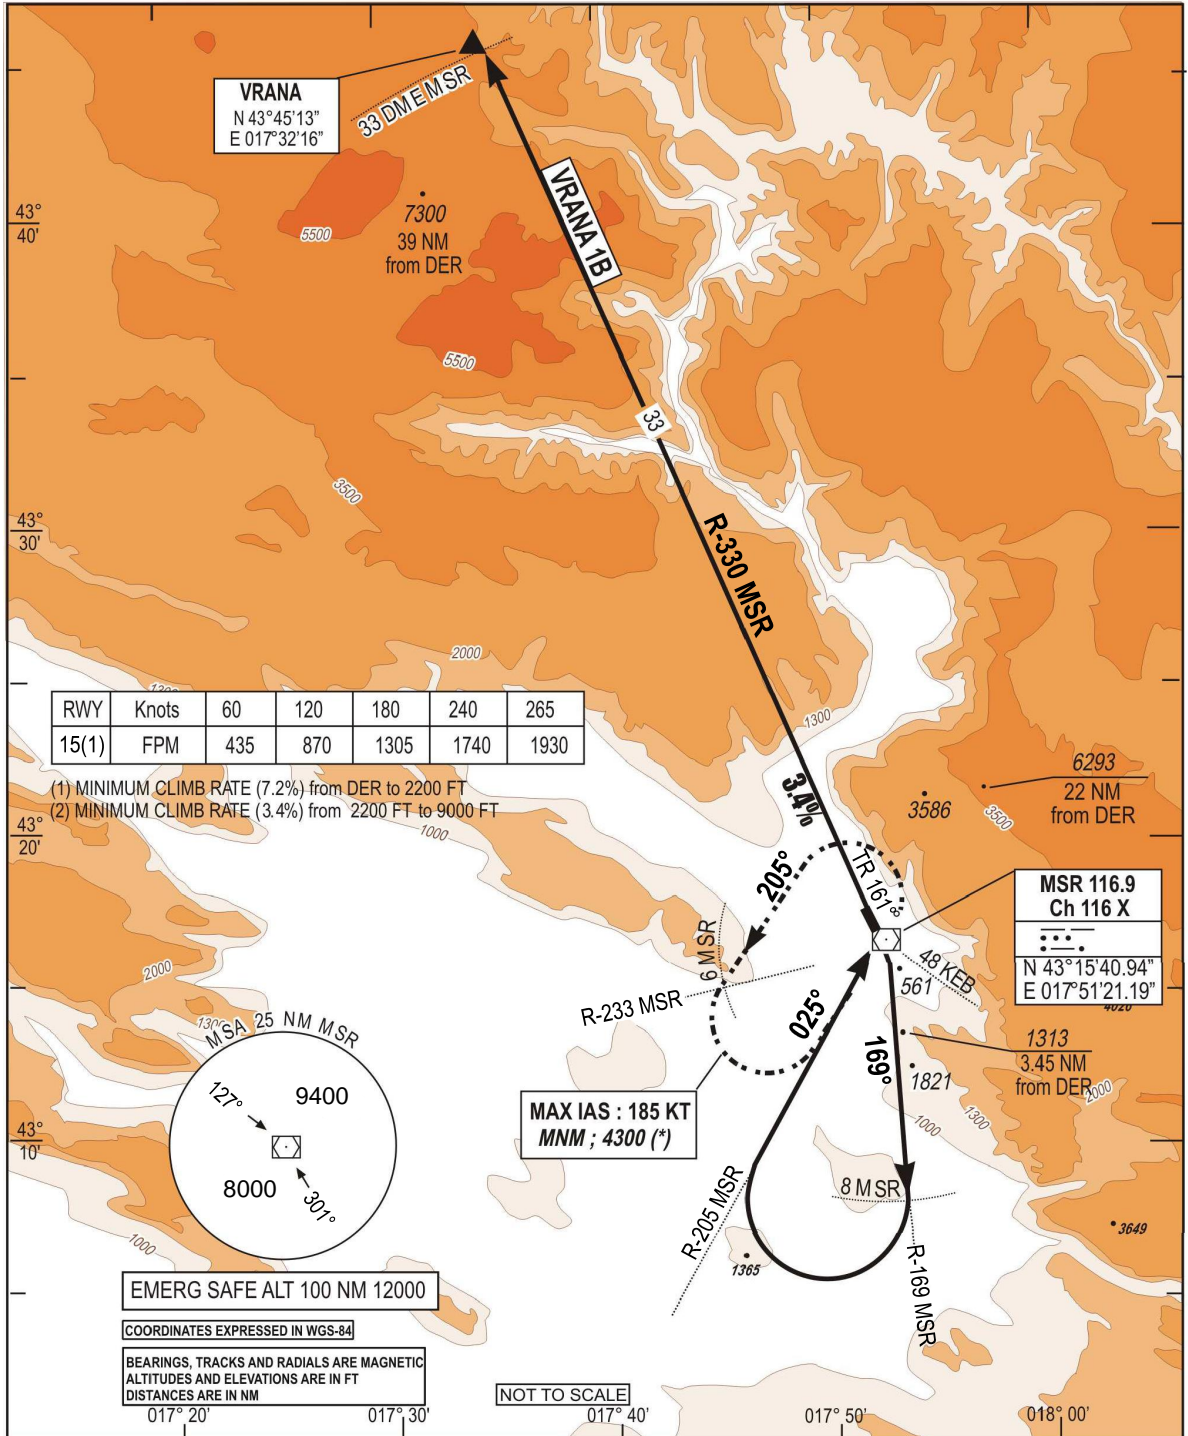 VRANA
N 43°45'13"
E 017°32'16"
33 DME MSR
VRANA 1B
43°
40'
7300
39 NM
from DER
5500
5500
33
3500
43°
30'
R-330 MSR
2000
1300
1300
RWY Knots 60 120 180 240 265
15(1) FPM 435 870 1305 1740 1930
(1) MINIMUM CLIMB RATE (7.2%) from DER to 2200 FT
(2) MINIMUM CLIMB RATE (3.4%) from 2200 FT to 9000 FT
3.4%
3586
6293
22 NM
from DER
3500
43°
20'
1000
205°
TR 161°
MSR 116.9
Ch 116 X
N 43°15'40.94"
E 017°51'21.19"
4020
6 MSR
R-233 MSR
48 KEB
561
2000
1300
MSA 25 NM MSR
127°
9400
8000
301°
025°
169°
1313
3.45 NM
from DER
1821
2000
1300
1000
MAX IAS : 185 KT
MNM ; 4300 (*)
43°
10'
8 MSR
R-205 MSR
1365
R-169 MSR
3649
1000
EMERG SAFE ALT 100 NM 12000
COORDINATES EXPRESSED IN WGS-84
BEARINGS, TRACKS AND RADIALS ARE MAGNETIC
ALTITUDES AND ELEVATIONS ARE IN FT
DISTANCES ARE IN NM
NOT TO SCALE
017° 20' 017° 30' 017° 40' 017° 50' 018° 00'